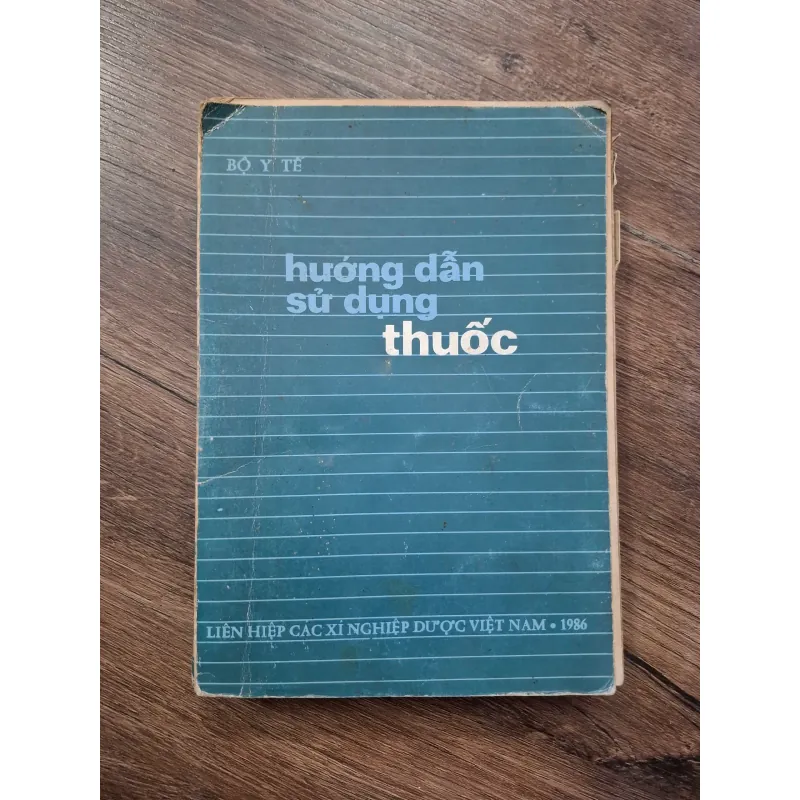 BỘ Y TẾ
hướng dẫn
sử dụng
thuốc
LIÊN HIỆP CÁC XÍ NGHIỆP DƯỢC VIỆT NAM • 1986